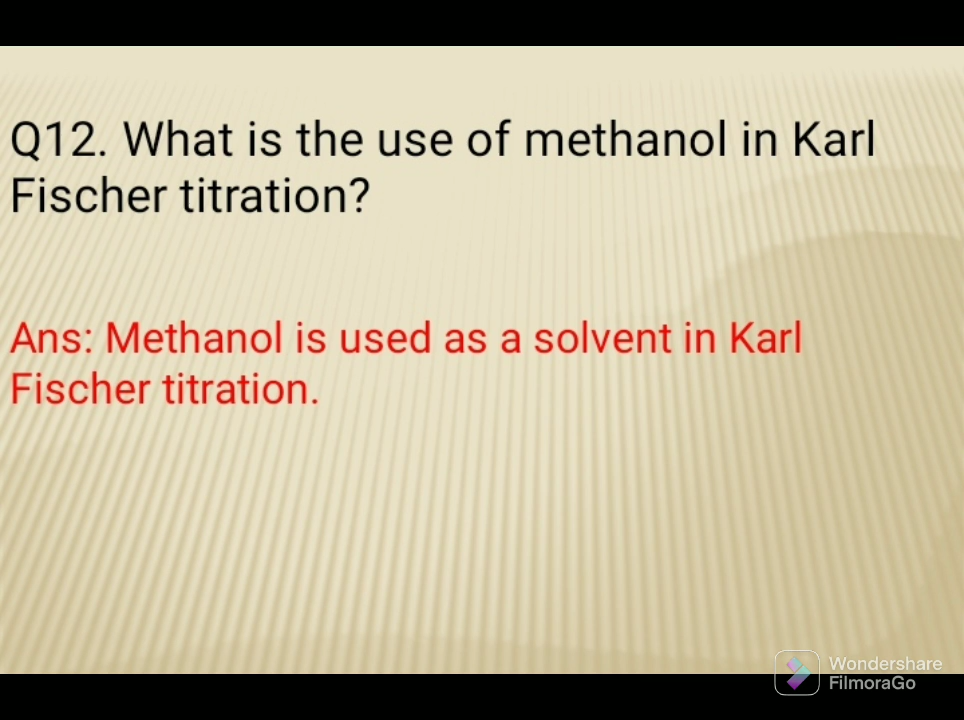 Q12. What is the use of methanol in Karl
Fischer titration?
Ans: Methanol is used as a solvent in Karl
Fischer titration.
Wondershare
FilmoraGo